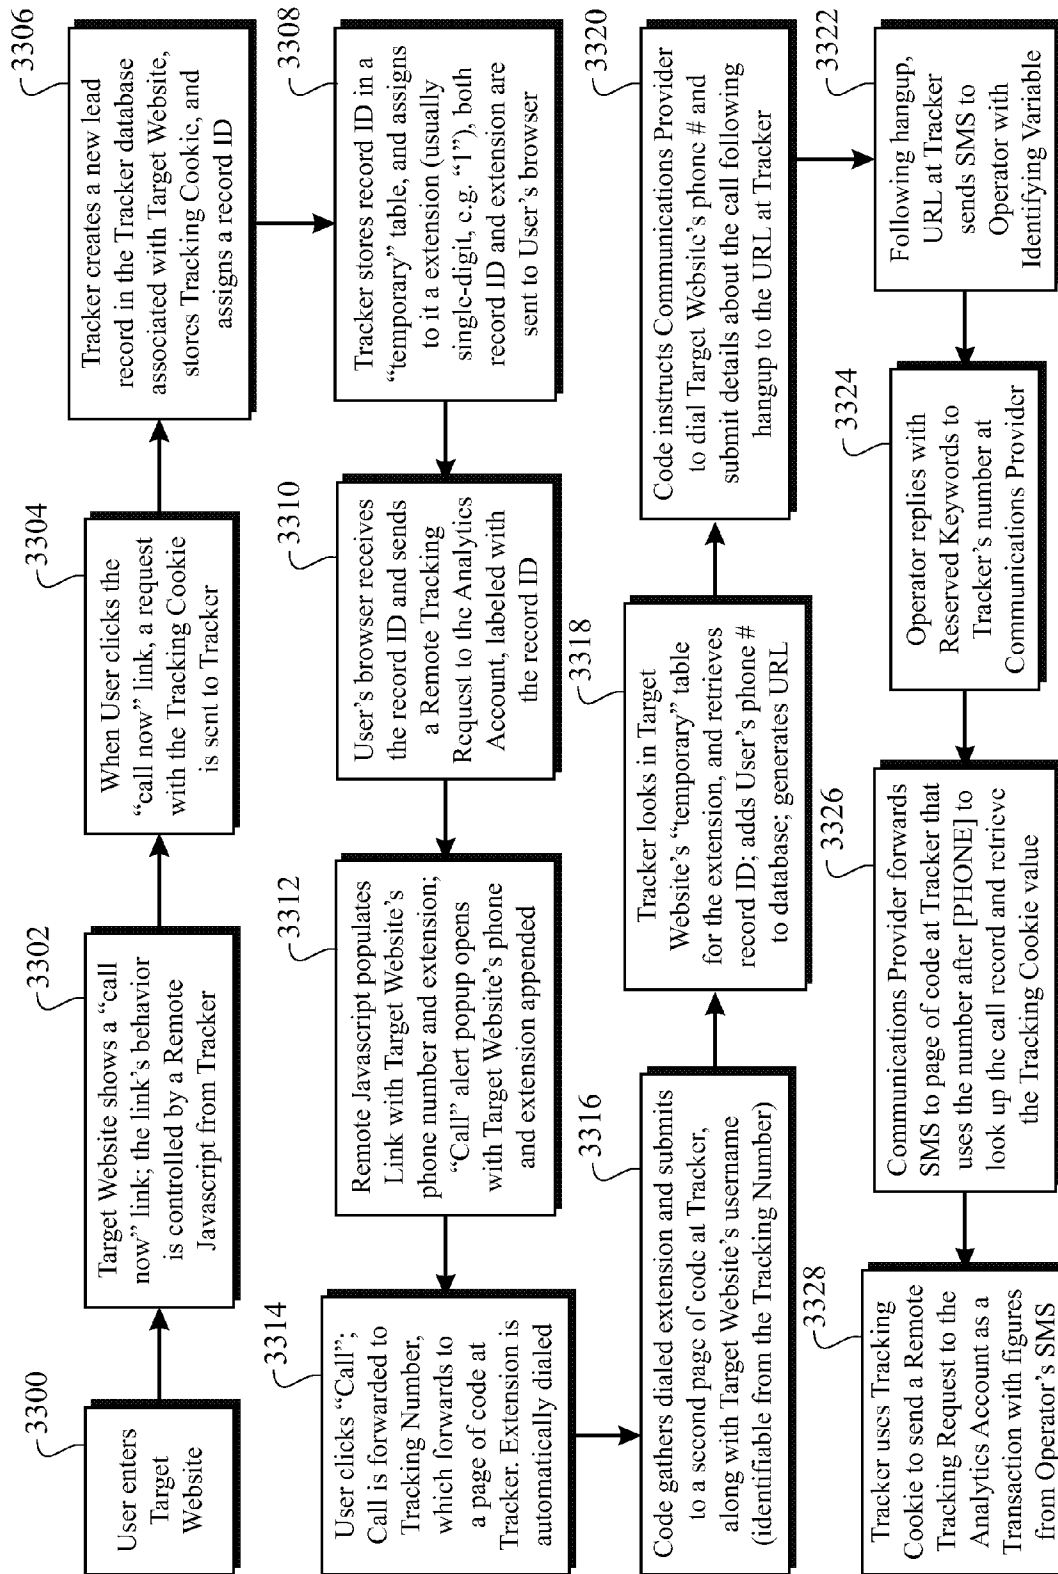 3300
User enters
Target
Website
3302
Target Website shows a “call
now” link; the link’s behavior
is controlled by a Remote
Javascript from Tracker
3304
When User clicks the
“call now” link, a request
with the Tracking Cookie
is sent to Tracker
3306
Tracker creates a new lead
record in the Tracker database
associated with Target Website,
stores Tracking Cookie, and
assigns a record ID
3308
Tracker stores record ID in a
“temporary” table, and assigns
to it a extension (usually
single-digit, e.g. “1”), both
record ID and extension are
sent to User’s browser
3310
User’s browser receives
the record ID and sends
a Remote Tracking
Request to the Analytics
Account, labeled with
the record ID
3312
Remote Javascript populates
Link with Target Website’s
phone number and extension;
“Call” alert popup opens
with Target Website’s phone
and extension appended
3314
User clicks “Call”;
Call is forwarded to
Tracking Number,
which forwards to
a page of code at
Tracker. Extension is
automatically dialed
3316
Code gathers dialed extension and submits
to a second page of code at Tracker,
along with Target Website’s username
(identifiable from the Tracking Number)
3318
Tracker looks in Target
Website’s “temporary” table
for the extension, and retrieves
record ID; adds User’s phone #
to database; generates URL
3320
Code instructs Communications Provider
to dial Target Website’s phone # and
submit details about the call following
hangup to the URL at Tracker
3322
Following hangup,
URL at Tracker
sends SMS to
Operator with
Identifying Variable
3324
Operator replies with
Reserved Keywords to
Tracker’s number at
Communications Provider
3326
Communications Provider forwards
SMS to page of code at Tracker that
uses the number after [PHONE] to
look up the call record and retrieve
the Tracking Cookie value
3328
Tracker uses Tracking
Cookie to send a Remote
Tracking Request to the
Analytics Account as a
Transaction with figures
from Operator’s SMS